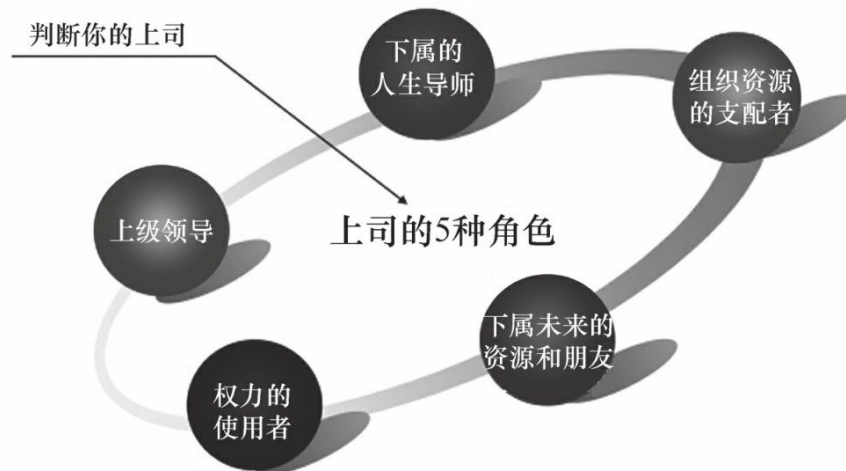 判断你的上司
下属的
人生导师
组织资源
的支配者
上级领导
上司的5种角色
下属未来的
资源和朋友
权力的
使用者